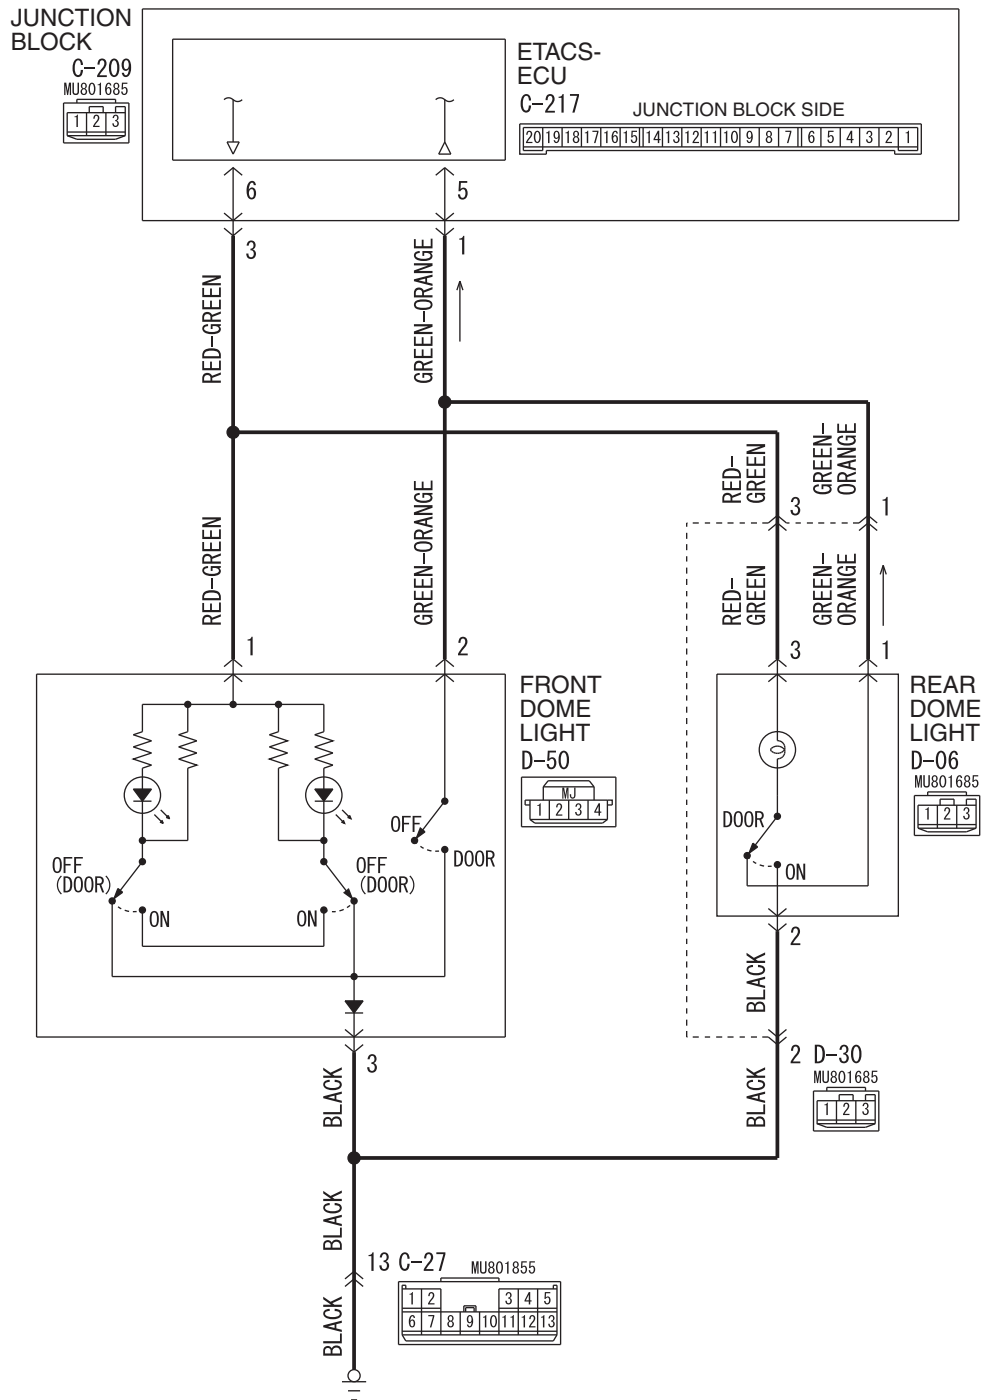 JUNCTION
BLOCK
C-209
MU801685
1 2 3
ETACS-
ECU
C-217
JUNCTION BLOCK SIDE
20 19 18 17 16 15 14 13 12 11 10 9 8 7 6 5 4 3 2 1
6
5
3
1
RED-GREEN
GREEN-ORANGE
RED-
GREEN
GREEN-
ORANGE
3
1
RED-GREEN
GREEN-ORANGE
RED-
GREEN
GREEN-
ORANGE
1
2
3
1
FRONT
DOME
LIGHT
D-50
MJ
1 2 3 4
REAR
DOME
LIGHT
D-06
MU801685
1 2 3
OFF
DOOR
OFF
(DOOR)
ON
OFF
(DOOR)
ON
DOOR
ON
2
BLACK
3
BLACK
2 D-30
MU801685
1 2 3
BLACK
BLACK
13 C-27
MU801855
1 2 3 4 5
6 7 8 9 10 11 12 13
BLACK